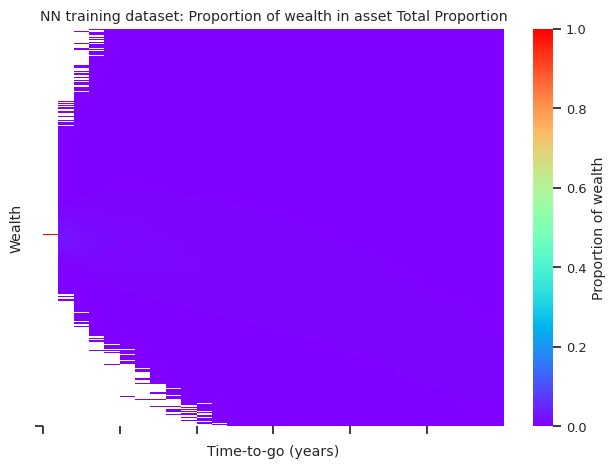 NN training dataset: Proportion of wealth in asset Total Proportion
Wealth
Time-to-go (years)
1.0
0.8
0.6
0.4
0.2
0.0
Proportion of wealth